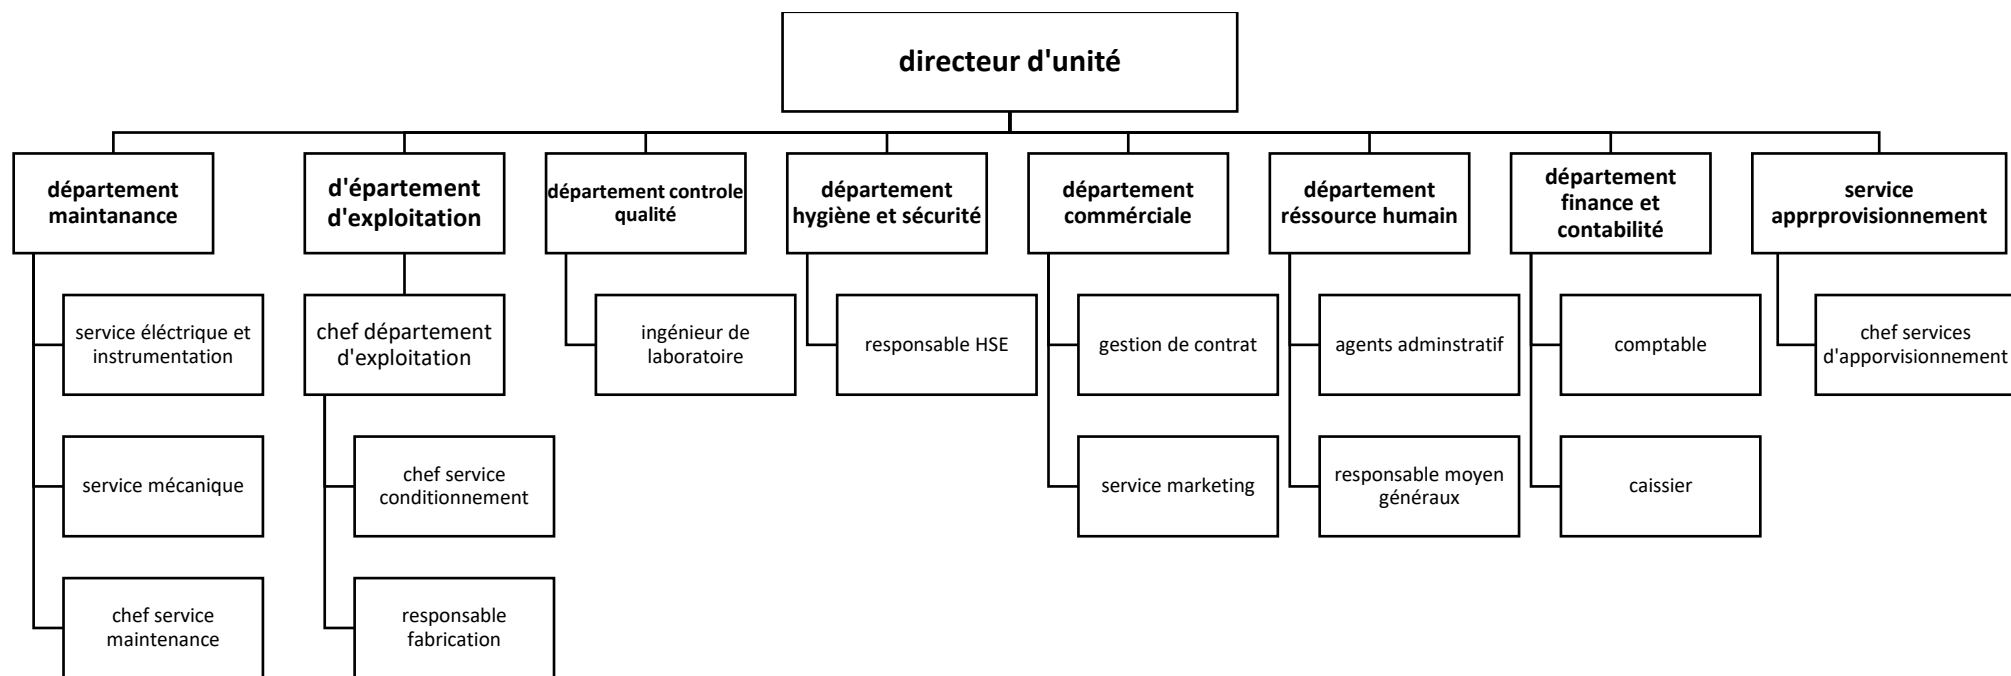 directeur d'unité
département
maintanance
d'épartement
d'exploitation
département controle
qualité
département
hygiène et sécurité
département
commérciale
département
réssource humain
département
finance et
contabilité
service
apprprovisionnement
service éléctrique et
instrumentation
chef département
d'exploitation
ingénieur de
laboratoire
responsable HSE
gestion de contrat
agents adminstratif
comptable
chef services
d'apporvisionnement
service mécanique
chef service
conditionnement
service marketing
responsable moyen
généraux
caissier
chef service
maintenance
responsable
fabrication